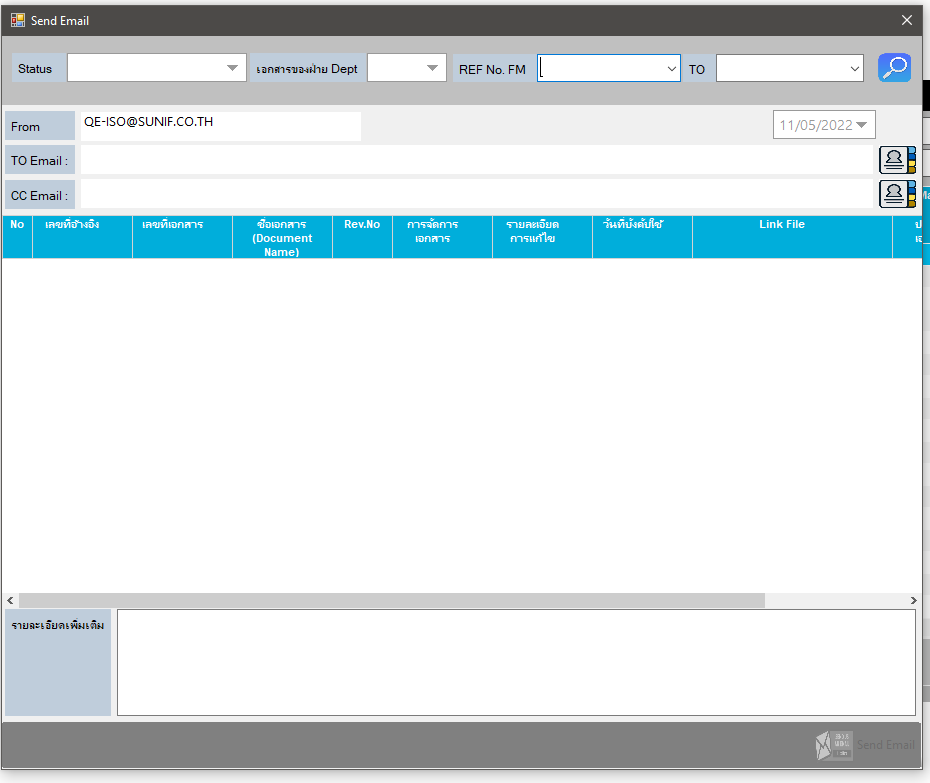 Send Email
Status เอกสารของฝ่าย Dept REF No. FM TO
From QE-ISO@SUNIF.CO.TH 11/05/2022
TO Email :
CC Email :
No เลขที่อ้างอิง เลขที่เอกสาร ชื่อเอกสาร Rev.No การจัดการ รายละเอียด วันที่บังคับใช้ Link File
(Document เอกสาร การแก้ไข
Name)
รายละเอียดเพิ่มเติม
Send Email